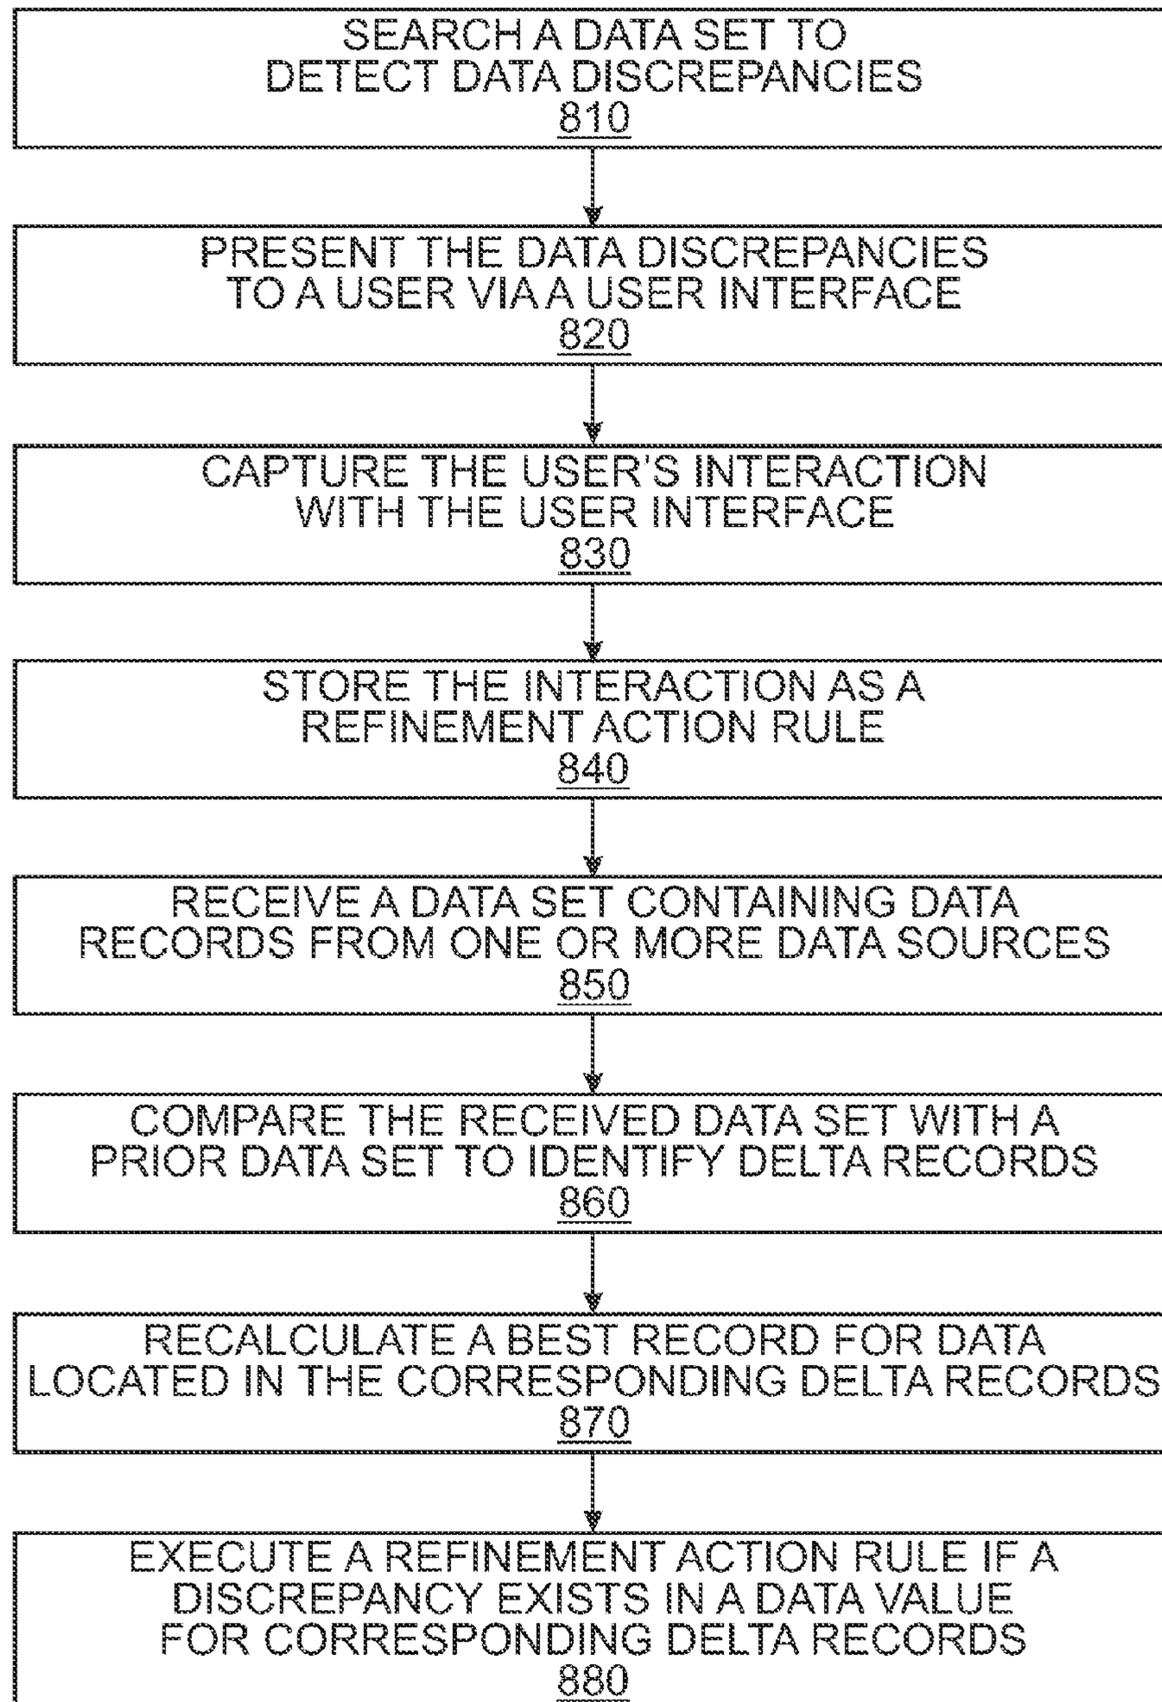 SEARCH A DATA SET TO
DETECT DATA DISCREPANCIES
810
PRESENT THE DATA DISCREPANCIES
TO A USER VIA A USER INTERFACE
820
CAPTURE THE USER'S INTERACTION
WITH THE USER INTERFACE
830
STORE THE INTERACTION AS A
REFINEMENT ACTION RULE
840
RECEIVE A DATA SET CONTAINING DATA
RECORDS FROM ONE OR MORE DATA SOURCES
850
COMPARE THE RECEIVED DATA SET WITH A
PRIOR DATA SET TO IDENTIFY DELTA RECORDS
860
RECALCULATE A BEST RECORD FOR DATA
LOCATED IN THE CORRESPONDING DELTA RECORDS
870
EXECUTE A REFINEMENT ACTION RULE IF A
DISCREPANCY EXISTS IN A DATA VALUE
FOR CORRESPONDING DELTA RECORDS
880